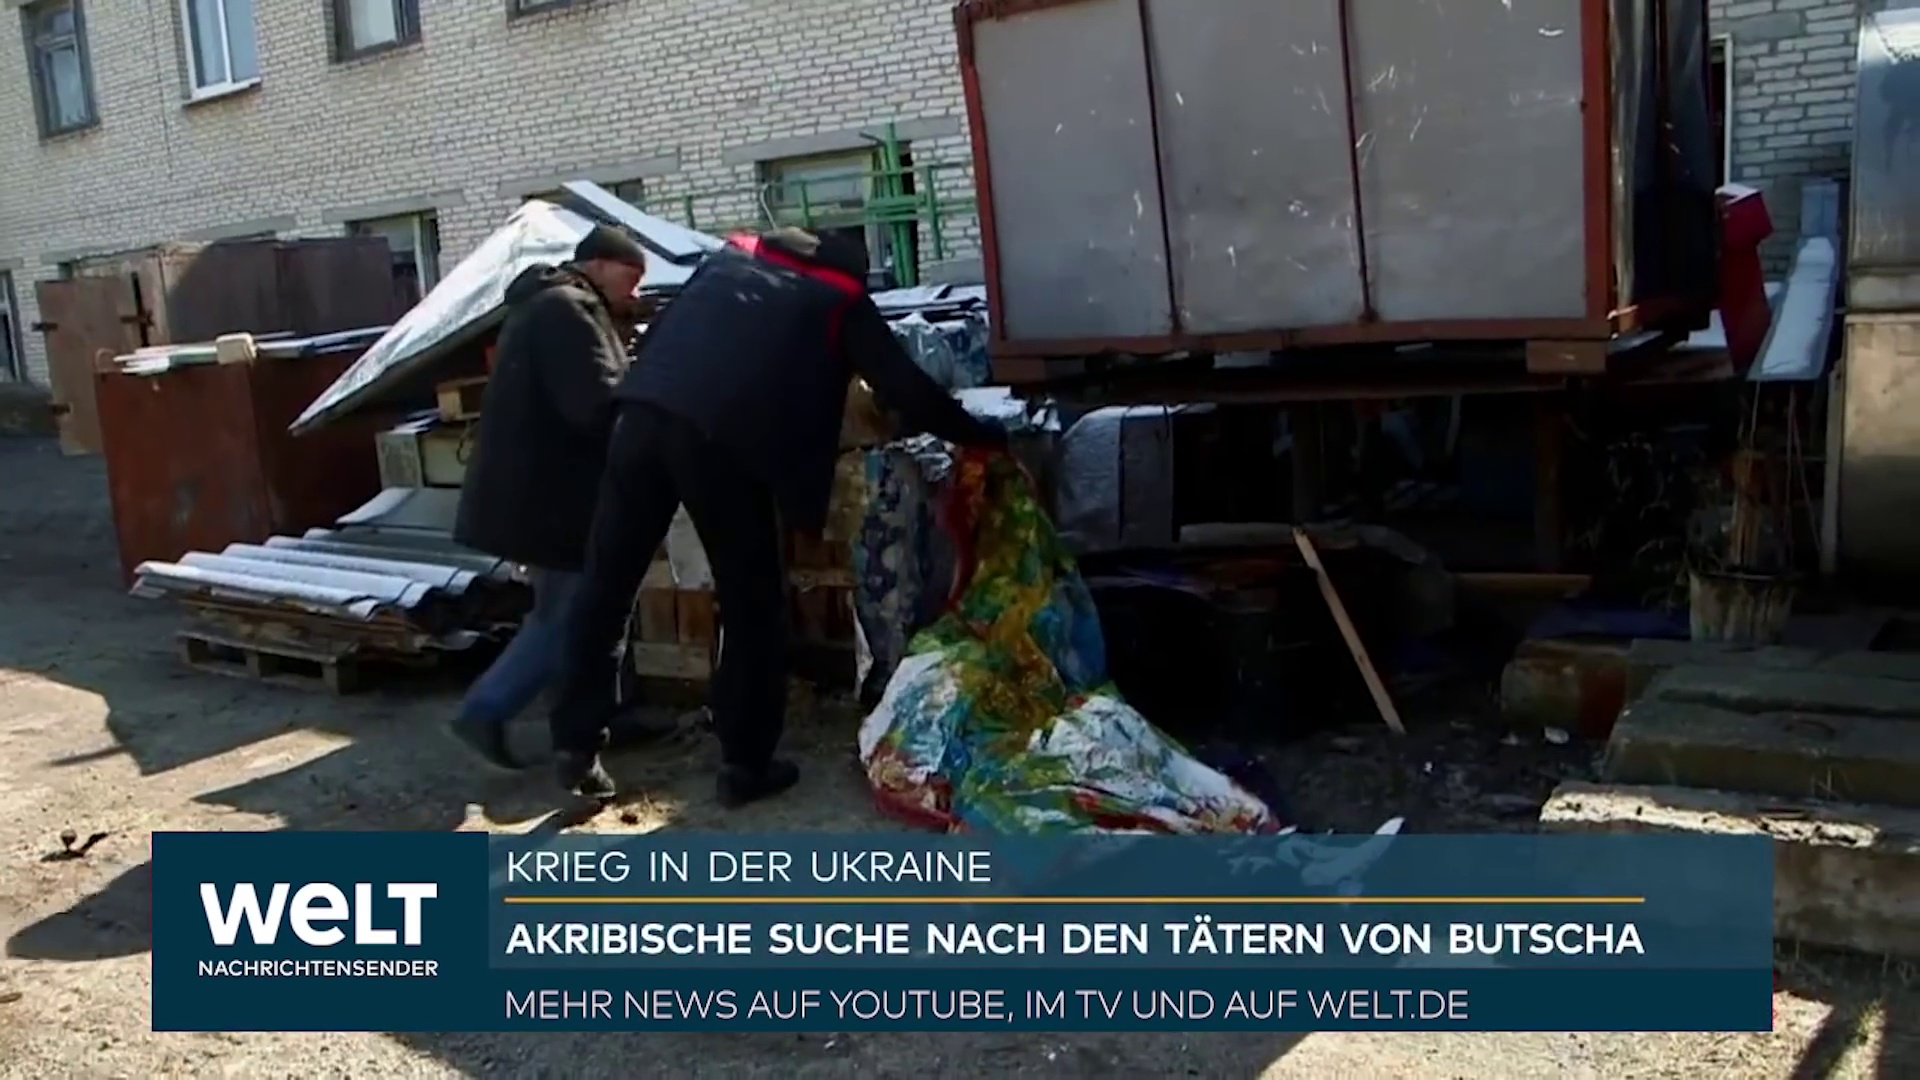 KRIEG IN DER UKRAINE
WELT
NACHRICHTENSENDER
AKRIBISCHE SUCHE NACH DEN TÄTERN VON BUTSCHA
MEHR NEWS AUF YOUTUBE, IM TV UND AUF WELT.DE